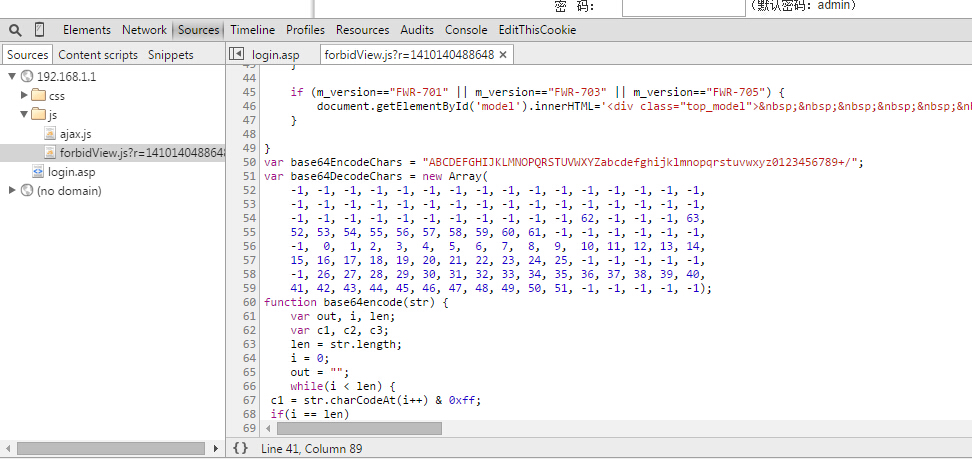 密 码： （默认密码：admin）
Elements Network Sources Timeline Profiles Resources Audits Console EditThisCookie
Sources Content scripts Snippets login.asp forbidView.js?r=1410140488648 ×
192.168.1.1
css
js
ajax.js
forbidView.js?r=1410140488648
login.asp
(no domain)
43 }
44
45 if (m_version=="FWR-701" || m_version=="FWR-703" || m_version=="FWR-705") {
46 document.getElementById('model').innerHTML='<div class="top_model">&nbsp;&nbsp;&nbsp;&nbsp;&nbsp;&n
47 }
48
49 }
50 var base64EncodeChars = "ABCDEFGHIJKLMNOPQRSTUVWXYZabcdefghijklmnopqrstuvwxyz0123456789+/";
51 var base64DecodeChars = new Array(
52 -1, -1, -1, -1, -1, -1, -1, -1, -1, -1, -1, -1, -1, -1, -1, -1,
53 -1, -1, -1, -1, -1, -1, -1, -1, -1, -1, -1, -1, -1, -1, -1, -1,
54 -1, -1, -1, -1, -1, -1, -1, -1, -1, -1, -1, 62, -1, -1, -1, 63,
55 52, 53, 54, 55, 56, 57, 58, 59, 60, 61, -1, -1, -1, -1, -1, -1,
56 -1, 0, 1, 2, 3, 4, 5, 6, 7, 8, 9, 10, 11, 12, 13, 14,
57 15, 16, 17, 18, 19, 20, 21, 22, 23, 24, 25, -1, -1, -1, -1, -1,
58 -1, 26, 27, 28, 29, 30, 31, 32, 33, 34, 35, 36, 37, 38, 39, 40,
59 41, 42, 43, 44, 45, 46, 47, 48, 49, 50, 51, -1, -1, -1, -1, -1);
60 function base64encode(str) {
61 var out, i, len;
62 var c1, c2, c3;
63 len = str.length;
64 i = 0;
65 out = "";
66 while(i < len) {
67 c1 = str.charCodeAt(i++) & 0xff;
68 if(i == len)
69
{} Line 41, Column 89